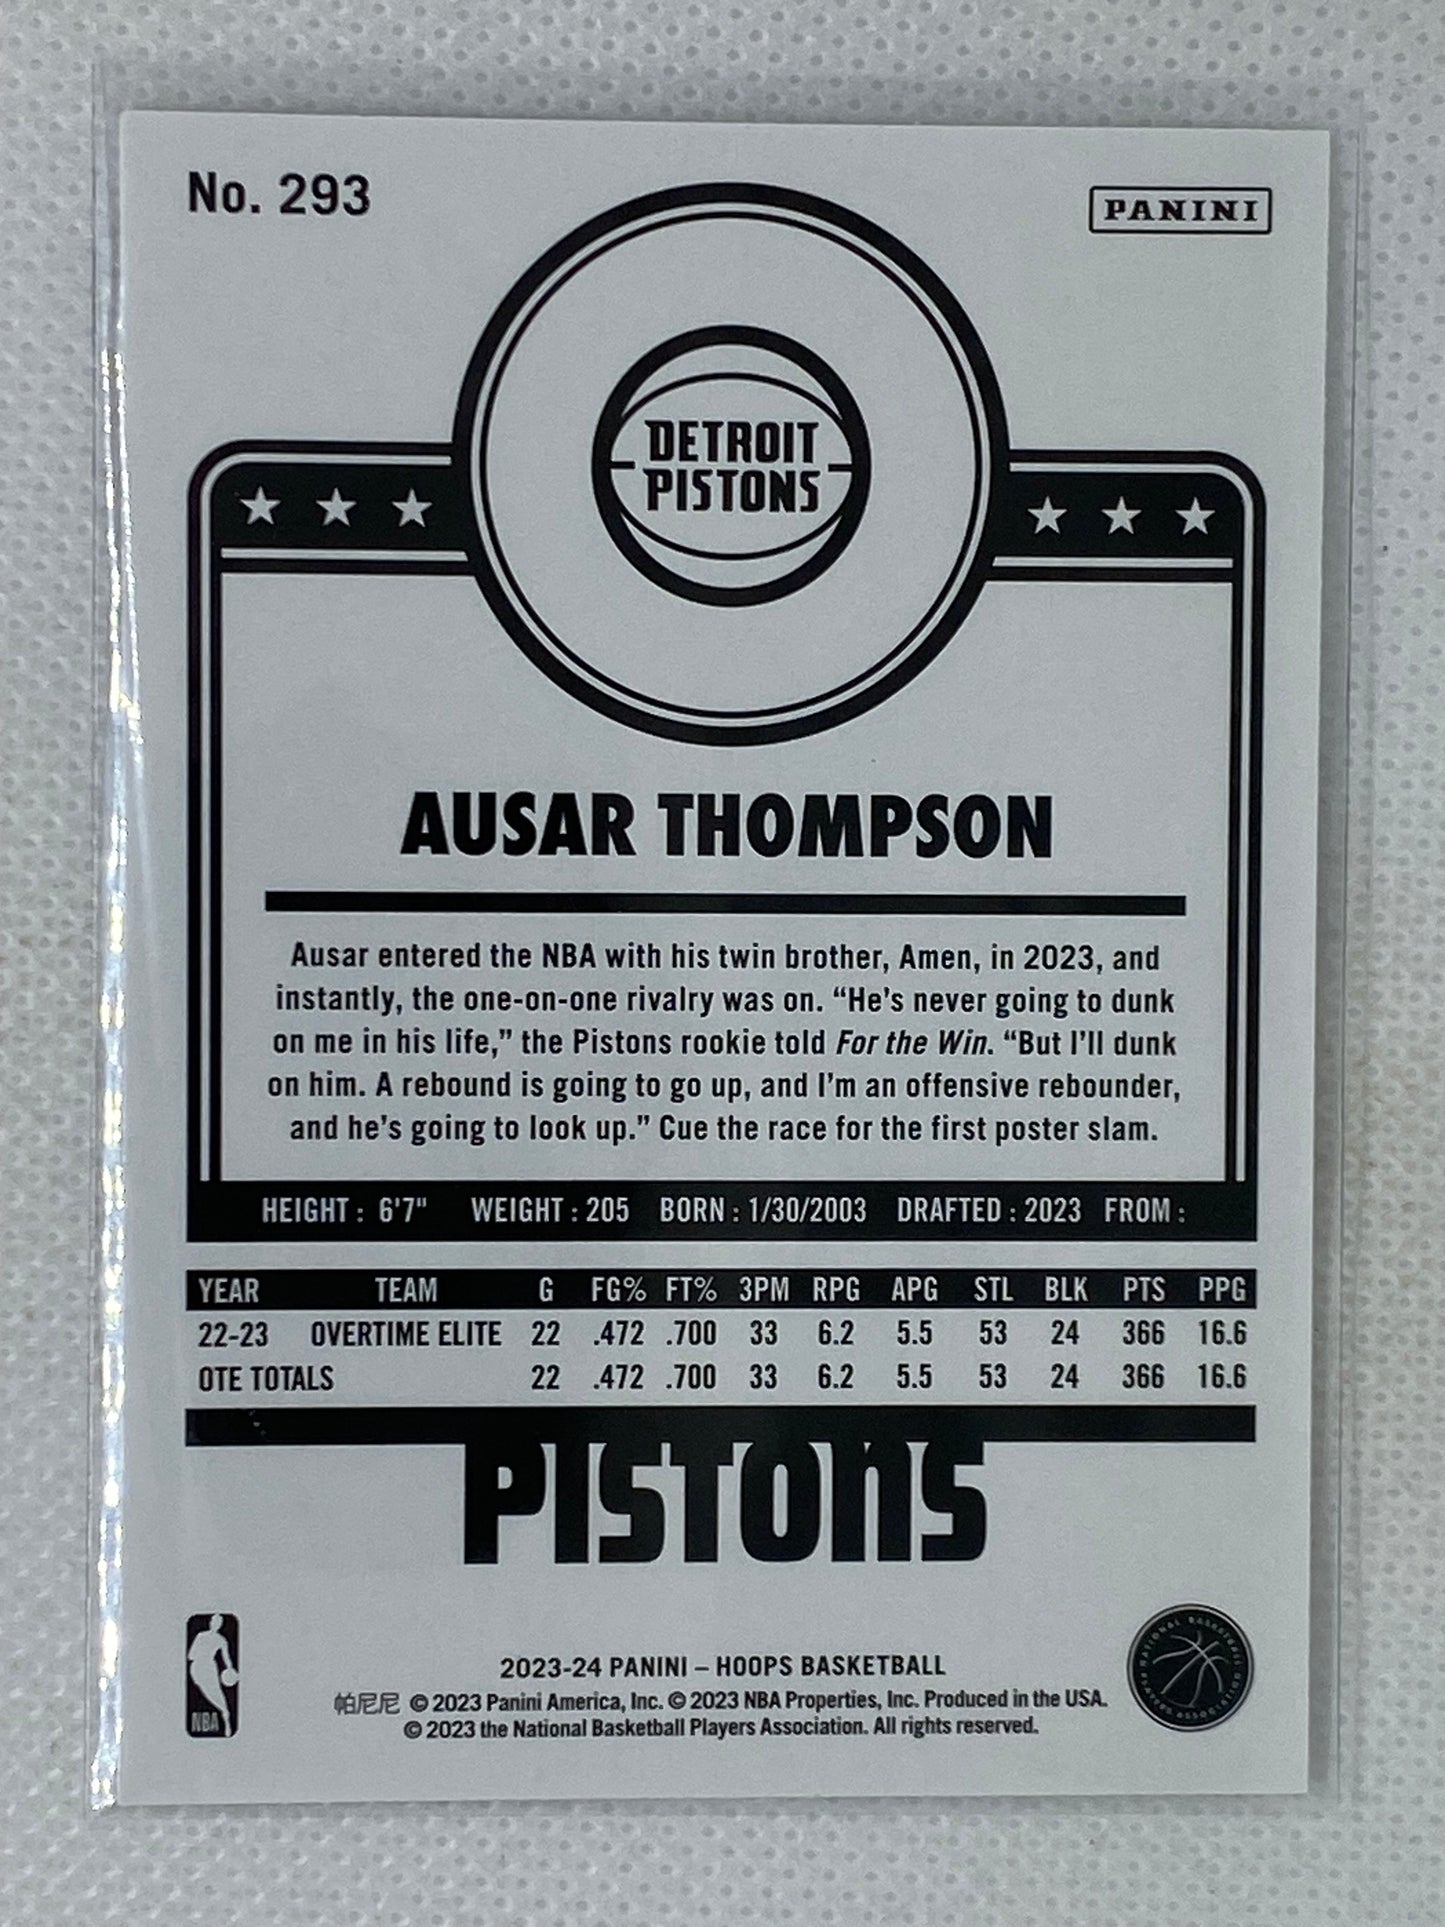 No. 293
PANINI
DETROIT
PISTONS
AUSAR THOMPSON
Ausar entered the NBA with his twin brother, Amen, in 2023, and
instantly, the one-on-one rivalry was on. “He’s never going to dunk
on me in his life,” the Pistons rookie told For the Win. “But I’ll dunk
on him. A rebound is going to go up, and I’m an offensive rebounder,
and he’s going to look up.” Cue the race for the first poster slam.
HEIGHT : 6'7" WEIGHT : 205 BORN : 1/30/2003 DRAFTED : 2023 FROM :
YEAR TEAM G FG% FT% 3PM RPG APG STL BLK PTS PPG
22-23 OVERTIME ELITE 22 .472 .700 33 6.2 5.5 53 24 366 16.6
OTE TOTALS 22 .472 .700 33 6.2 5.5 53 24 366 16.6
PISTONS
NBA
2023-24 PANINI – HOOPS BASKETBALL
帕尼尼 © 2023 Panini America, Inc. © 2023 NBA Properties, Inc. Produced in the USA.
© 2023 the National Basketball Players Association. All rights reserved.
NATIONAL BASKETBALL PLAYERS ASSOCIATION